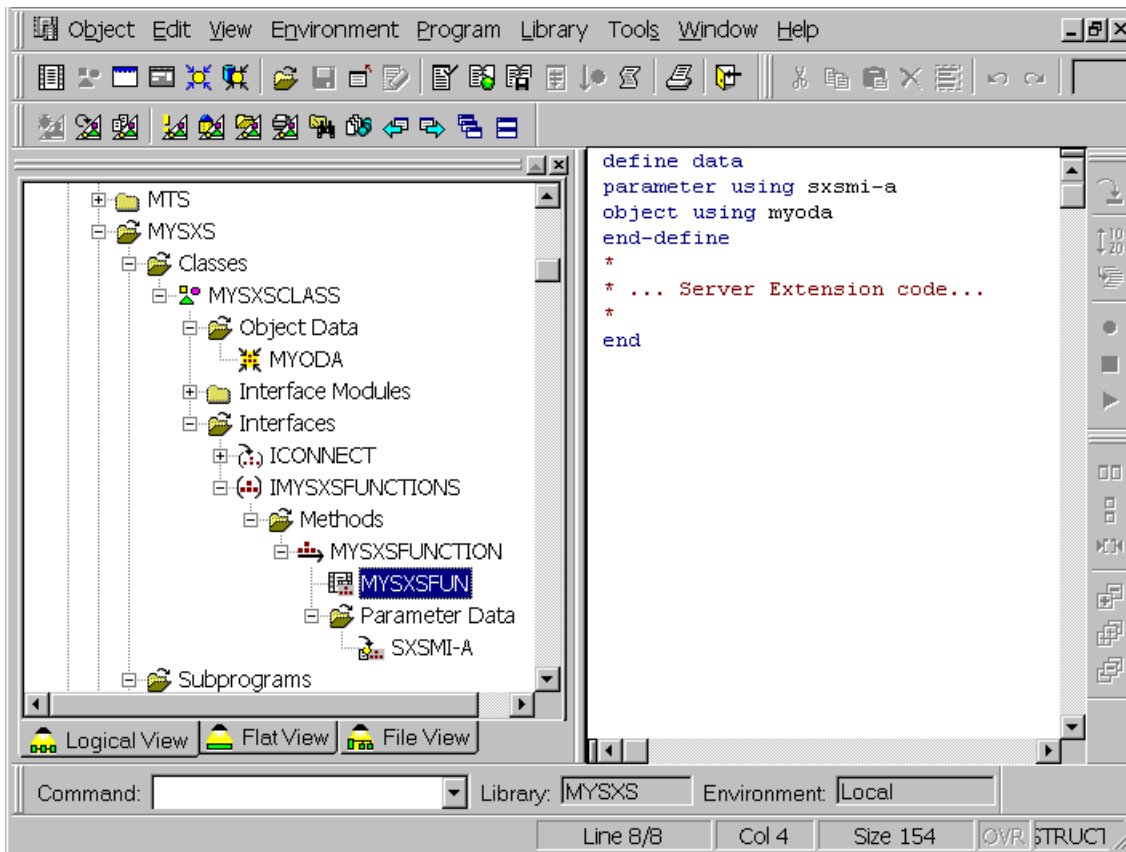 Object Edit View Environment Program Library Tools Window Help
MTS
MYSXS
Classes
MYSXSCLASS
Object Data
MYODA
Interface Modules
Interfaces
ICONNECT
IMYSXSFUNCTIONS
Methods
MYSXSFUNCTION
MYSXSFUN
Parameter Data
SXSMI-A
Subprograms
Logical View Flat View File View
define data
parameter using sxsmi-a
object using myoda
end-define
*
* ... Server Extension code...
*
end
10
20
Command: Library: MYSXS Environment: Local
Line 8/8 Col 4 Size 154 OVR STRUCT